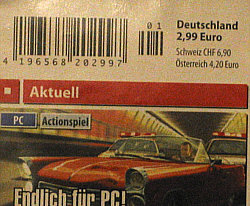 01
Deutschland
2,99 Euro
Schweiz CHF 6,90
Österreich 4,20 Euro
4 196568 202997
Aktuell
PC Actionspiel
Endlich für PC!